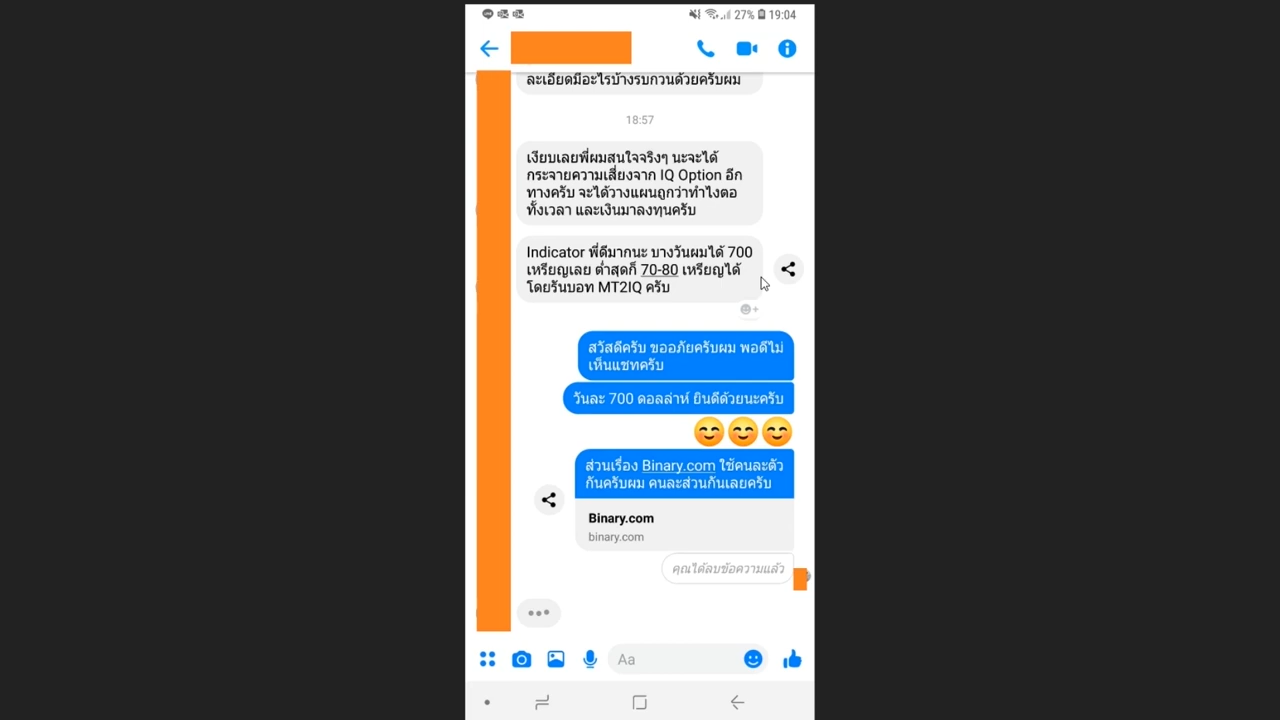 27% 19:04
ละเอียดมีอะไรบ้างรบกวนด้วยครับผม
18:57
เงียบเลยพี่ผมสนใจจริงๆ นะจะได้
กระจายความเสี่ยงจาก IQ Option อีก
ทางครับ จะได้วางแผนถูกว่าทำไงตอ
ทั้งเวลา และเงินมาลงทุนครับ
Indicator พี่ดีมากนะ บางวันผมได้ 700
เหรียญเลย ต่ำสุดก็ 70-80 เหรียญได้
โดยรันบอท MT2IQ ครับ
สวัสดีครับ ขออภัยครับผม พอดีไม่
เห็นแชทครับ
วันละ 700 ดอลล่าห์ ยินดีด้วยนะครับ
ส่วนเรื่อง Binary.com ใช้คนละตัว
กันครับผม คนละส่วนกันเลยครับ
Binary.com
binary.com
คุณได้ลบข้อความแล้ว
Aa